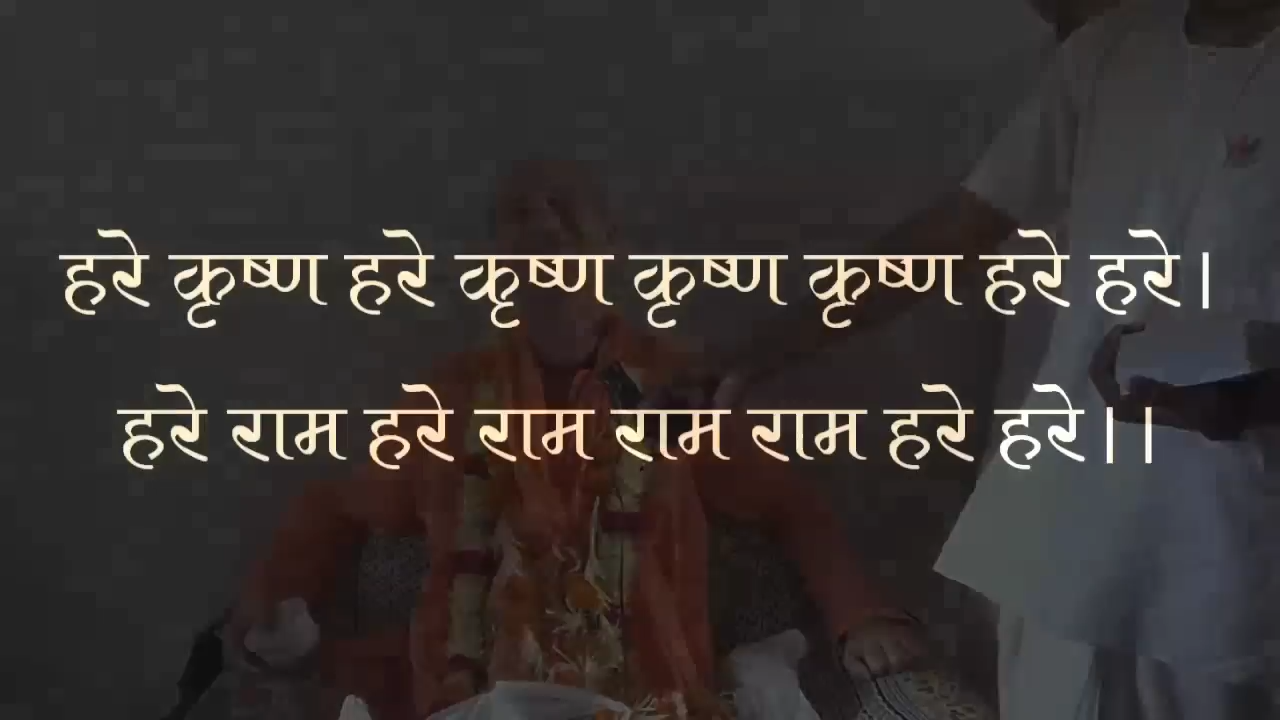 हरे कृष्ण हरे कृष्ण कृष्ण कृष्ण हरे हरे।
हरे राम हरे राम राम राम हरे हरे।।